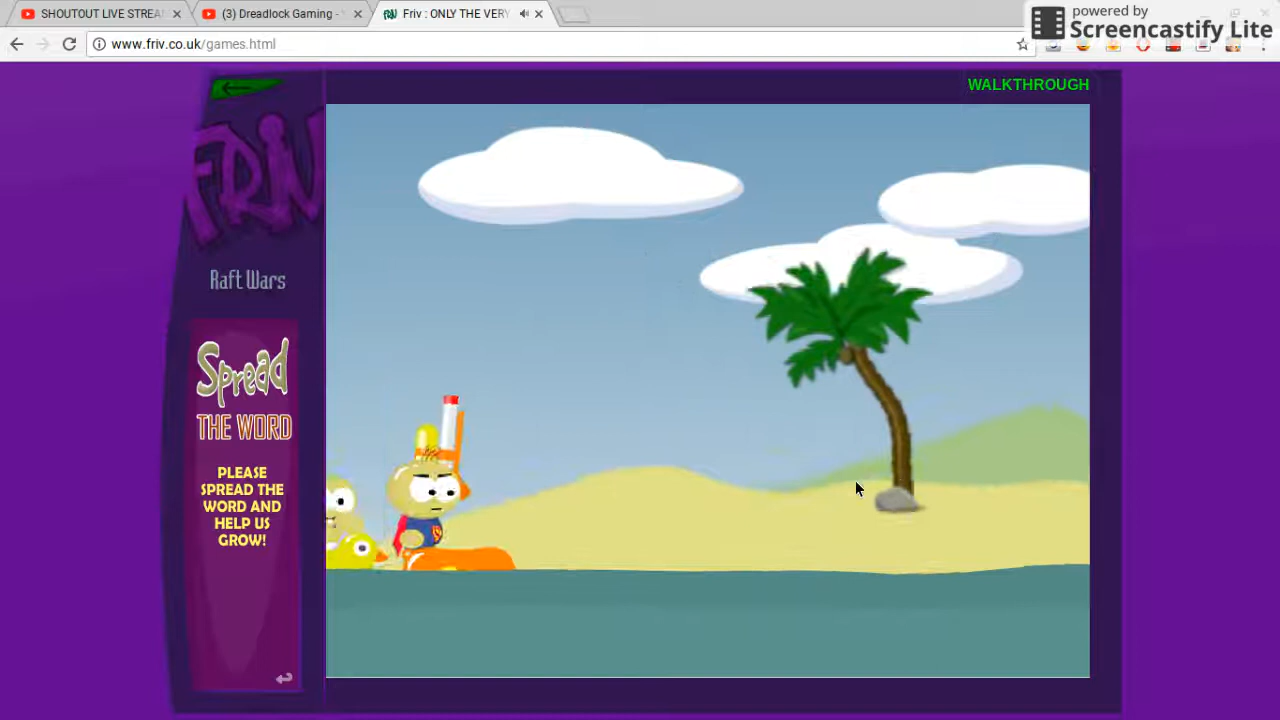 SHOUTOUT LIVE STREA
(3) Dreadlock Gaming - Y
Friv : ONLY THE VERY
powered by
Screencastify Lite
www.friv.co.uk/games.html
WALKTHROUGH
FRIV
Raft Wars
Spread
THE WORD
PLEASE
SPREAD THE
WORD AND
HELP US
GROW!